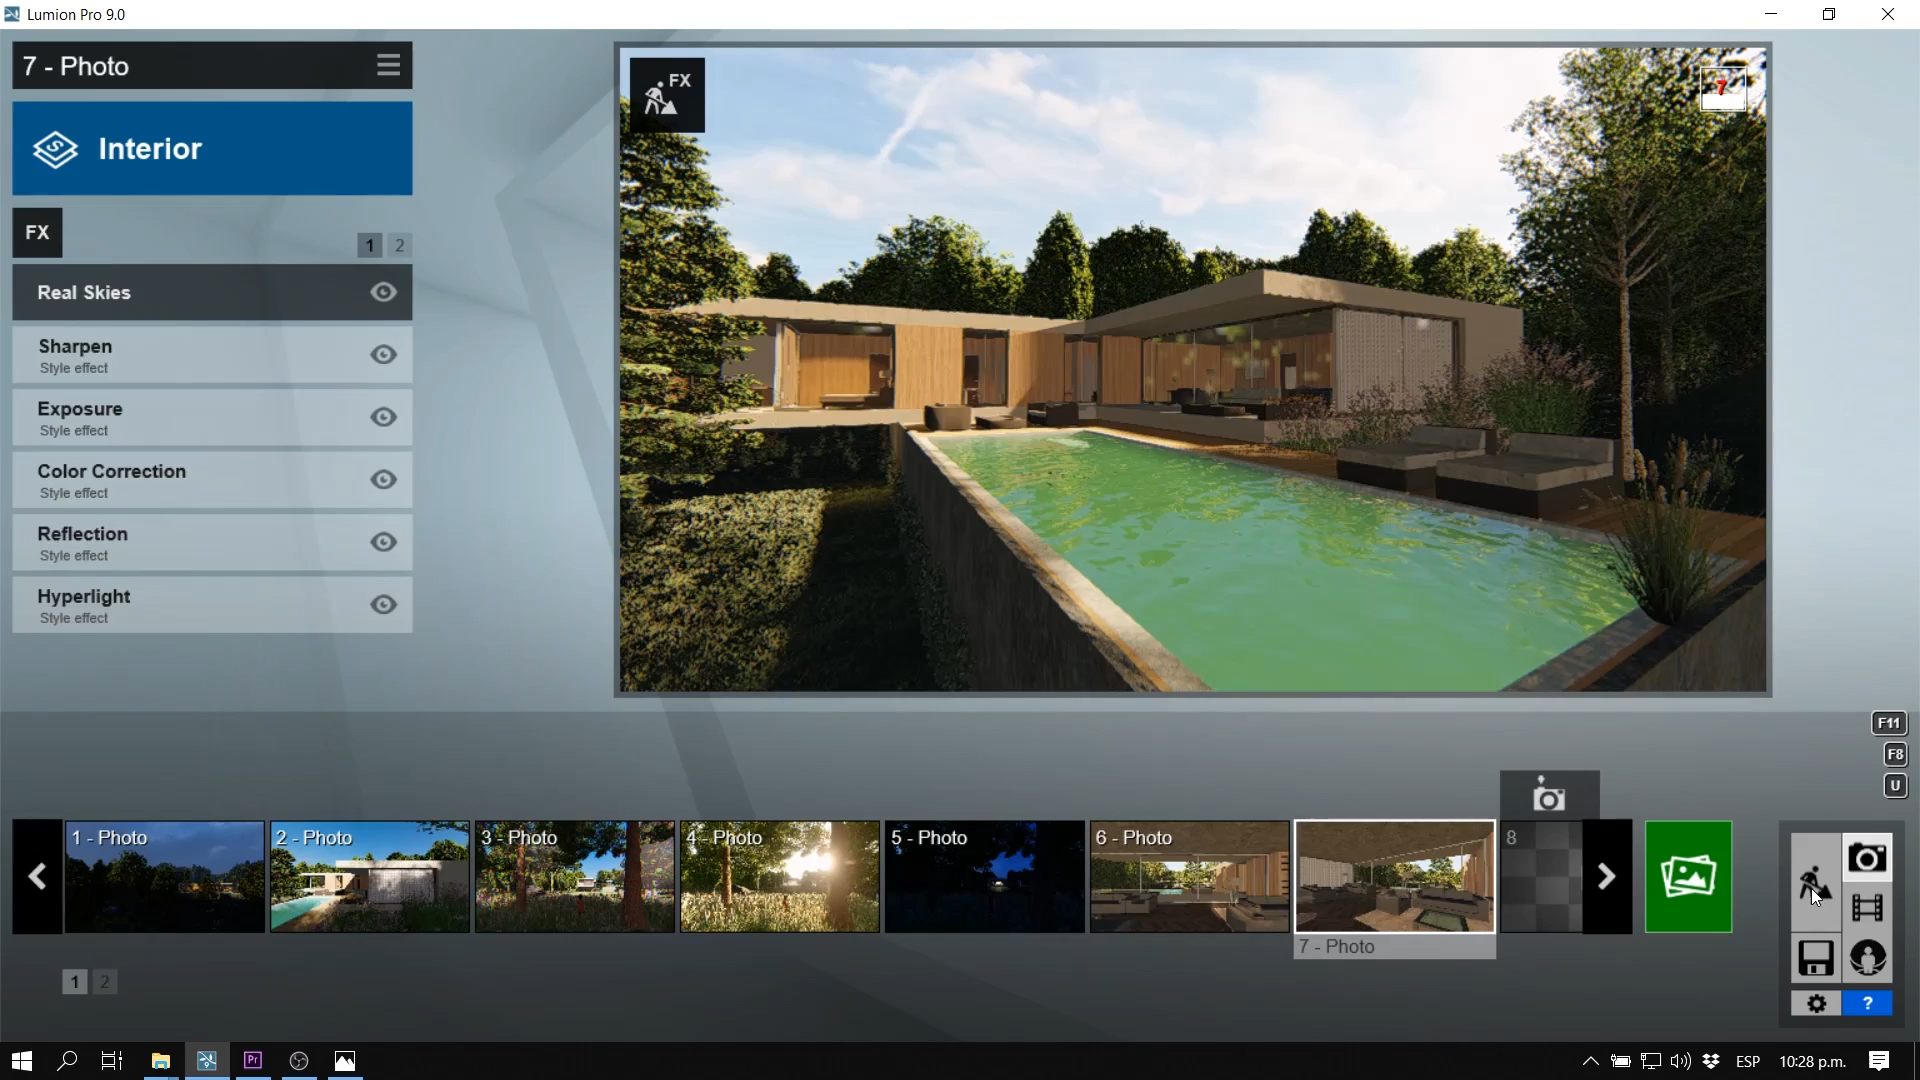 Lumion Pro 9.0
7 - Photo
Interior
FX
1 2
Real Skies
Sharpen
Style effect
Exposure
Style effect
Color Correction
Style effect
Reflection
Style effect
Hyperlight
Style effect
FX
7
F11
F8
U
1 - Photo
2 - Photo
3 - Photo
4 - Photo
5 - Photo
6 - Photo
8
7 - Photo
1 2
?
Pr
ESP
10:28 p.m.